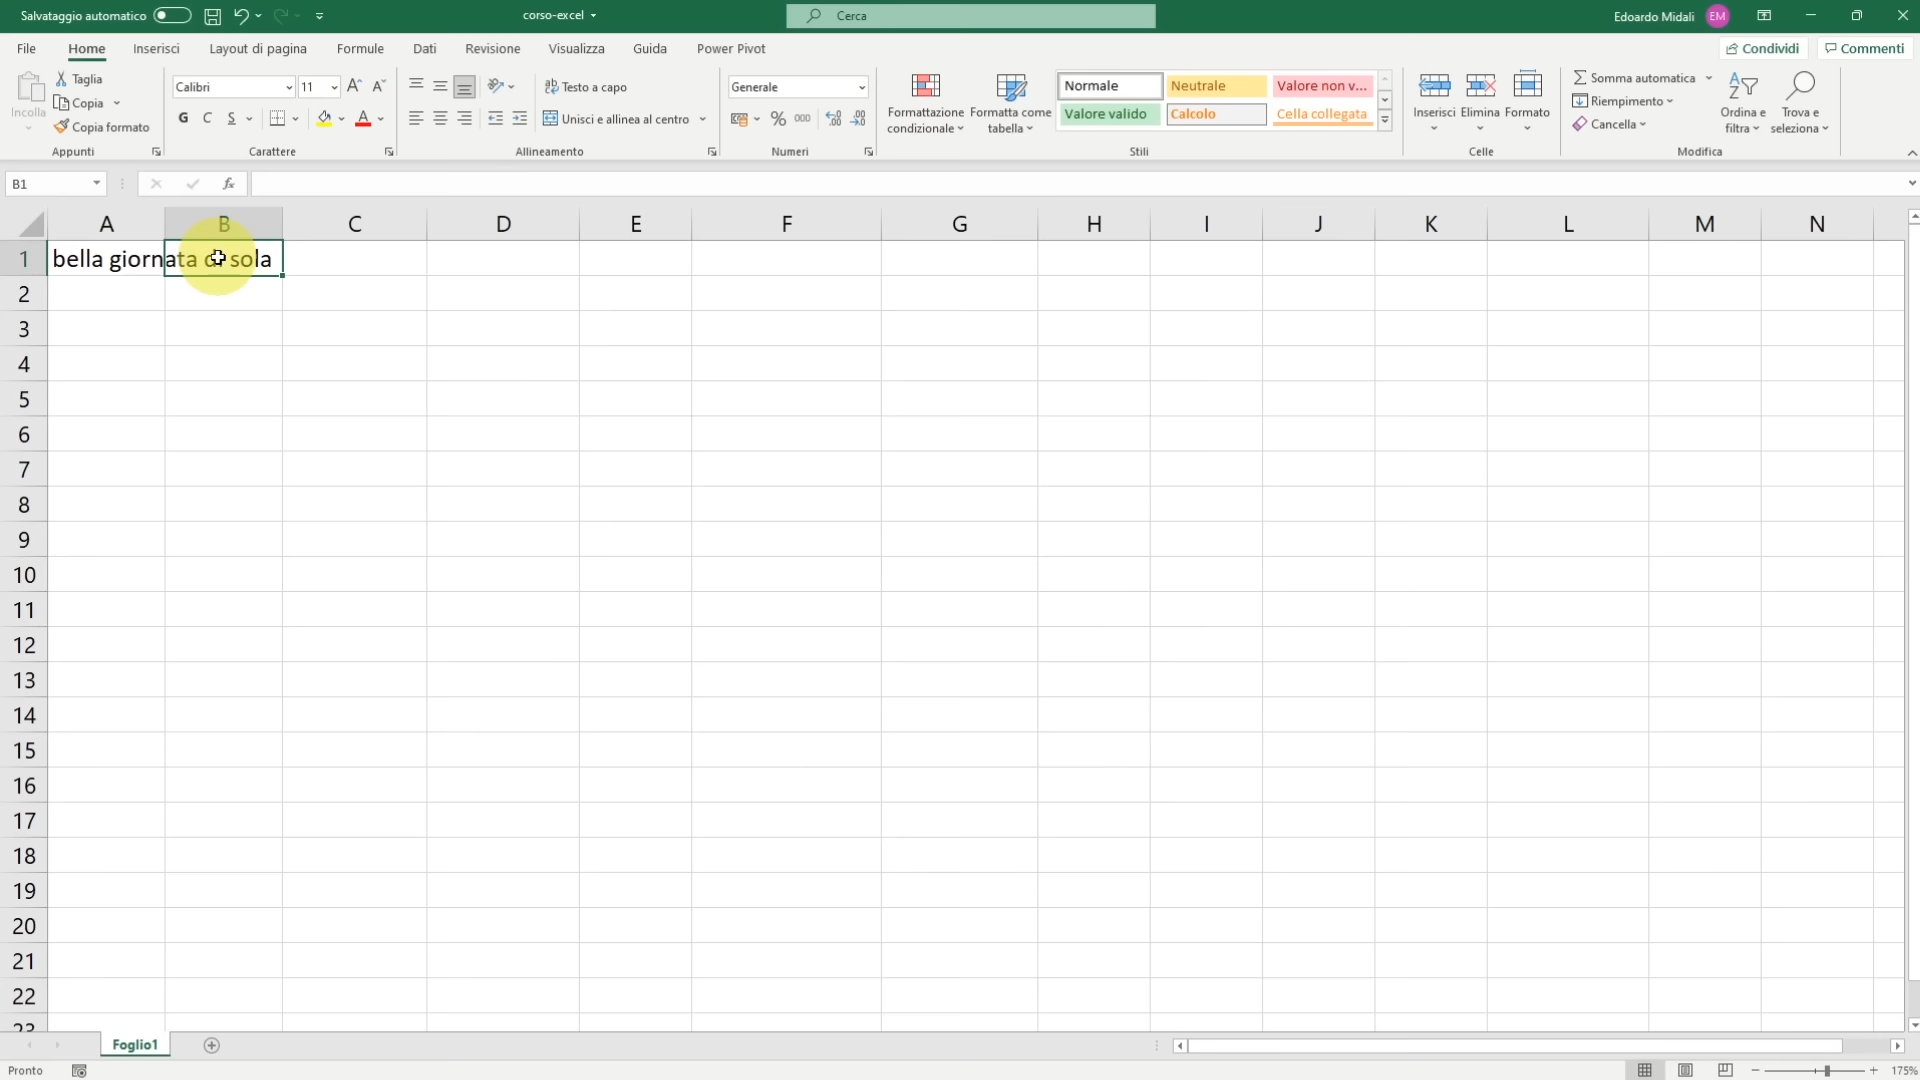 Salvataggio automatico
corso-excel
Cerca
Edoardo Midali
EM
File Home Inserisci Layout di pagina Formule Dati Revisione Visualizza Guida Power Pivot
Condividi Commenti
Incolla
Taglia
Copia
Copia formato
Appunti
Calibri 11
G C S
Carattere
Testo a capo
Unisci e allinea al centro
Allineamento
Generale
% 000
Numeri
Formattazione condizionale
Formatta come tabella
Normale Neutrale Valore non v...
Valore valido Calcolo Cella collegata
Stili
Inserisci Elimina Formato
Celle
Somma automatica
Riempimento
Cancella
Ordina e filtra
Trova e seleziona
Modifica
B1
fx
A B C D E F G H I J K L M N
1 bella giornata di sola
2
3
4
5
6
7
8
9
10
11
12
13
14
15
16
17
18
19
20
21
22
23
Foglio1
Pronto
175%